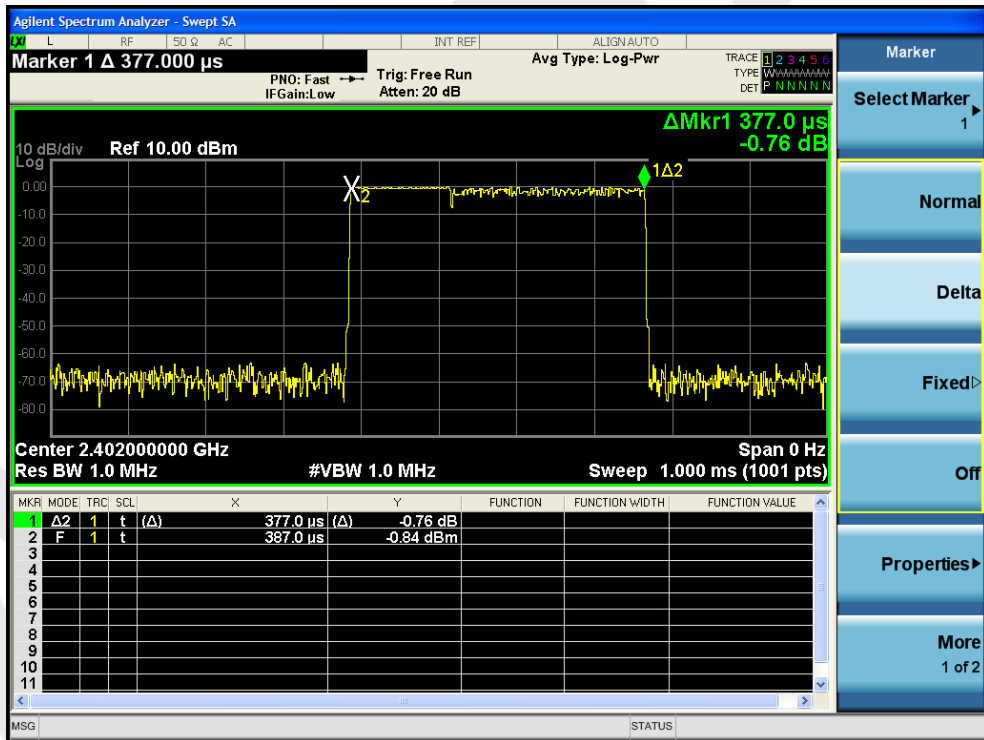 Agilent Spectrum Analyzer - Swept SA
LXI L RF 50 Ω AC INT REF ALIGNAUTO
Marker 1 Δ 377.000 µs
PNO: Fast
IFGain:Low
Trig: Free Run
Atten: 20 dB
Avg Type: Log-Pwr
TRACE 1 2 3 4 5 6
TYPE W
DET P N N N N N
ΔMkr1 377.0 µs
-0.76 dB
10 dB/div Ref 10.00 dBm
Log
0.00
-10.0
-20.0
-30.0
-40.0
-50.0
-60.0
-70.0
-80.0
2
1Δ2
Center 2.402000000 GHz Span 0 Hz
Res BW 1.0 MHz #VBW 1.0 MHz Sweep 1.000 ms (1001 pts)
MKR MODE TRC SCL X Y FUNCTION FUNCTION WIDTH FUNCTION VALUE
1 Δ2 1 t (Δ) 377.0 µs (Δ) -0.76 dB
2 F 1 t 387.0 µs -0.84 dBm
3
4
5
6
7
8
9
10
11
MSG STATUS
Marker
Select Marker
1
Normal
Delta
Fixed
Off
Properties
More
1 of 2